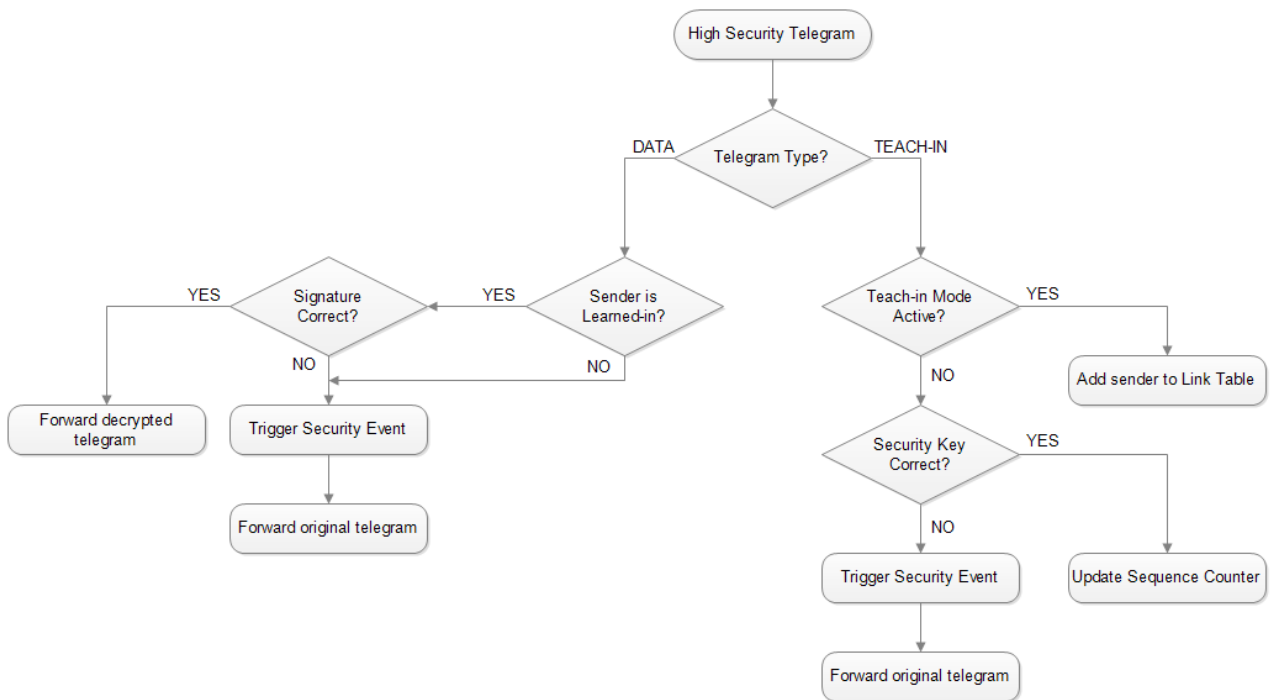 High Security Telegram
DATA
Telegram Type?
TEACH-IN
YES
Signature
Correct?
YES
Sender is
Learned-in?
Teach-in Mode
Active?
YES
NO
NO
NO
Add sender to Link Table
Forward decrypted
telegram
Trigger Security Event
Security Key
Correct?
YES
Forward original telegram
NO
Trigger Security Event
Update Sequence Counter
Forward original telegram